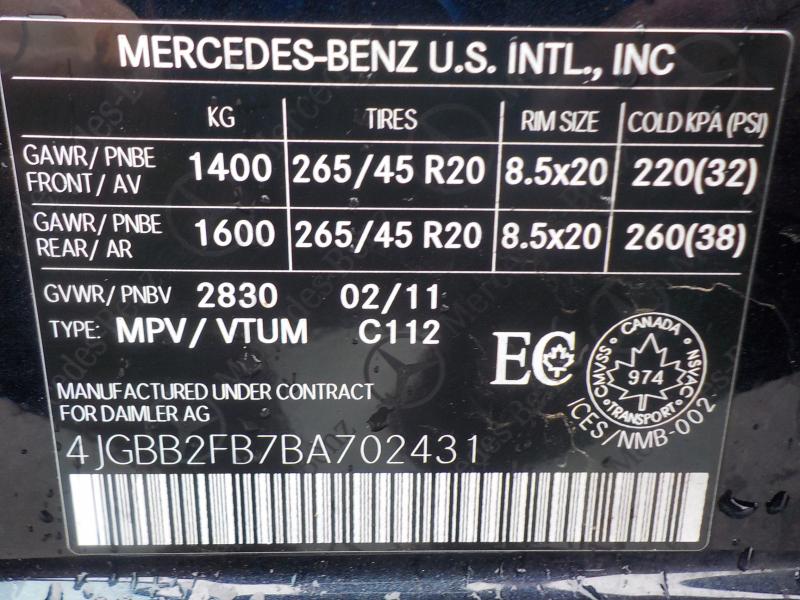 MERCEDES-BENZ U.S. INTL., INC
KG TIRES RIM SIZE COLD KPA (PSI)
GAWR/ PNBE FRONT/ AV 1400 265/45 R20 8.5x20 220(32)
GAWR/ PNBE REAR/ AR 1600 265/45 R20 8.5x20 260(38)
GVWR/ PNBV 2830 02/11
TYPE: MPV/ VTUM C112
EC
CANADA
CMVSS 974 NSVAC
TRANSPORT
ICES/NMB-002
MANUFACTURED UNDER CONTRACT
FOR DAIMLER AG
4JGBB2FB7BA702431